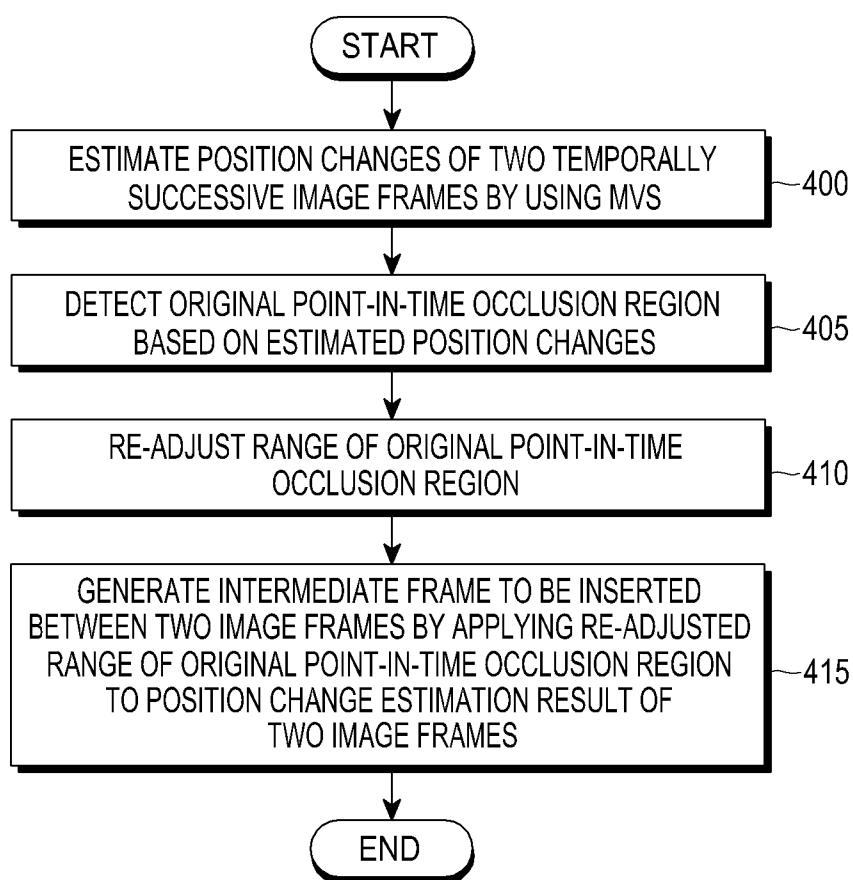 START
ESTIMATE POSITION CHANGES OF TWO TEMPORALLY
SUCCESSIVE IMAGE FRAMES BY USING MVS
400
DETECT ORIGINAL POINT-IN-TIME OCCLUSION REGION
BASED ON ESTIMATED POSITION CHANGES
405
RE-ADJUST RANGE OF ORIGINAL POINT-IN-TIME
OCCLUSION REGION
410
GENERATE INTERMEDIATE FRAME TO BE INSERTED
BETWEEN TWO IMAGE FRAMES BY APPLYING RE-ADJUSTED
RANGE OF ORIGINAL POINT-IN-TIME OCCLUSION REGION
TO POSITION CHANGE ESTIMATION RESULT OF
TWO IMAGE FRAMES
415
END